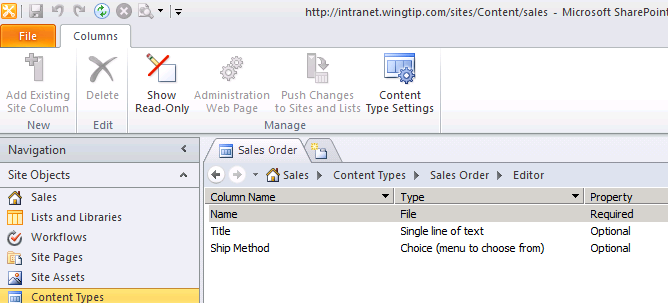 http://intranet.wingtip.com/sites/Content/sales - Microsoft SharePoint
File Columns
Add Existing Site Column
Delete
Show Read-Only
Administration Web Page
Push Changes to Sites and Lists
Content Type Settings
New Edit Manage
Navigation
Site Objects
Sales
Lists and Libraries
Workflows
Site Pages
Site Assets
Content Types
Sales Order
Sales Content Types Sales Order Editor
Column Name Type Property
Name File Required
Title Single line of text Optional
Ship Method Choice (menu to choose from) Optional